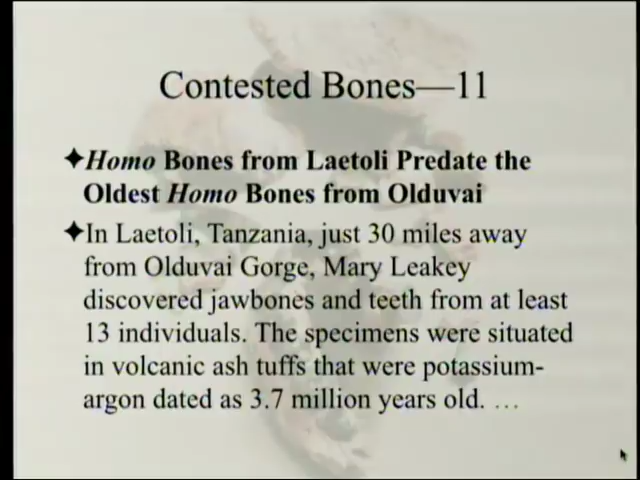 Contested Bones—11
✦Homo Bones from Laetoli Predate the
Oldest Homo Bones from Olduvai
✦In Laetoli, Tanzania, just 30 miles away
from Olduvai Gorge, Mary Leakey
discovered jawbones and teeth from at least
13 individuals. The specimens were situated
in volcanic ash tuffs that were potassium-
argon dated as 3.7 million years old. …